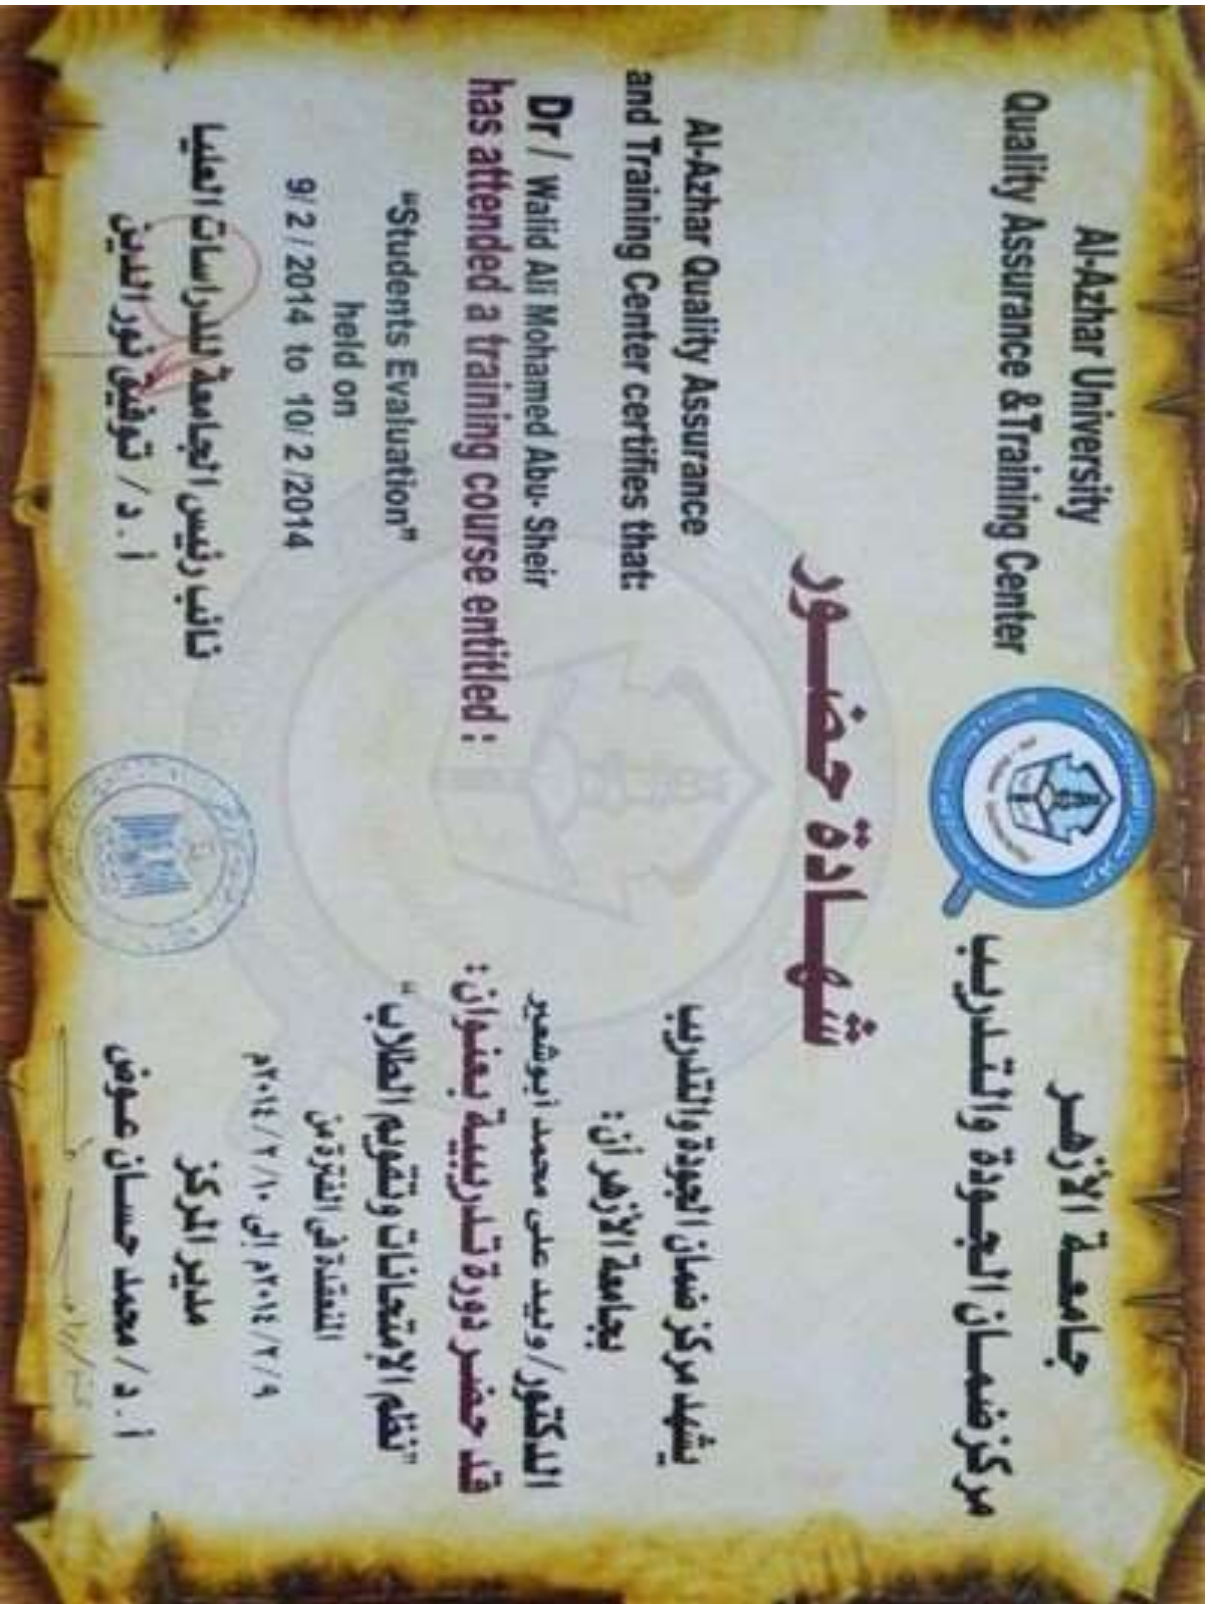 Al-Azhar University
Quality Assurance &Training Center
جامعة الأزهر
مركز ضمان الجودة والتدريب
شهادة حضور
Al-Azhar Quality Assurance
and Training Center certifies that:
Dr / Walid Ali Mohamed Abu- Sheir
has attended a training course entitled :
“Students Evaluation”
held on
9/ 2 / 2014 to 10/ 2 /2014
يشهد مركز ضمان الجودة والتدريب
بجامعة الأزهر أن :
الدكتور/ وليد على محمد ابوشعير
قد حضر دورة تدريبية بعنوان :
"نظم الإمتحانات وتقويم الطلاب"
المنعقدة فى الفترة من
٢٠١٤/٢/٩م إلى ٢٠١٤/٢/١٠م
نائب رئيس الجامعة للدراسات العليا
أ . د / توفيق نور الدين
مدير المركز
أ . د / محمد حسان عوض